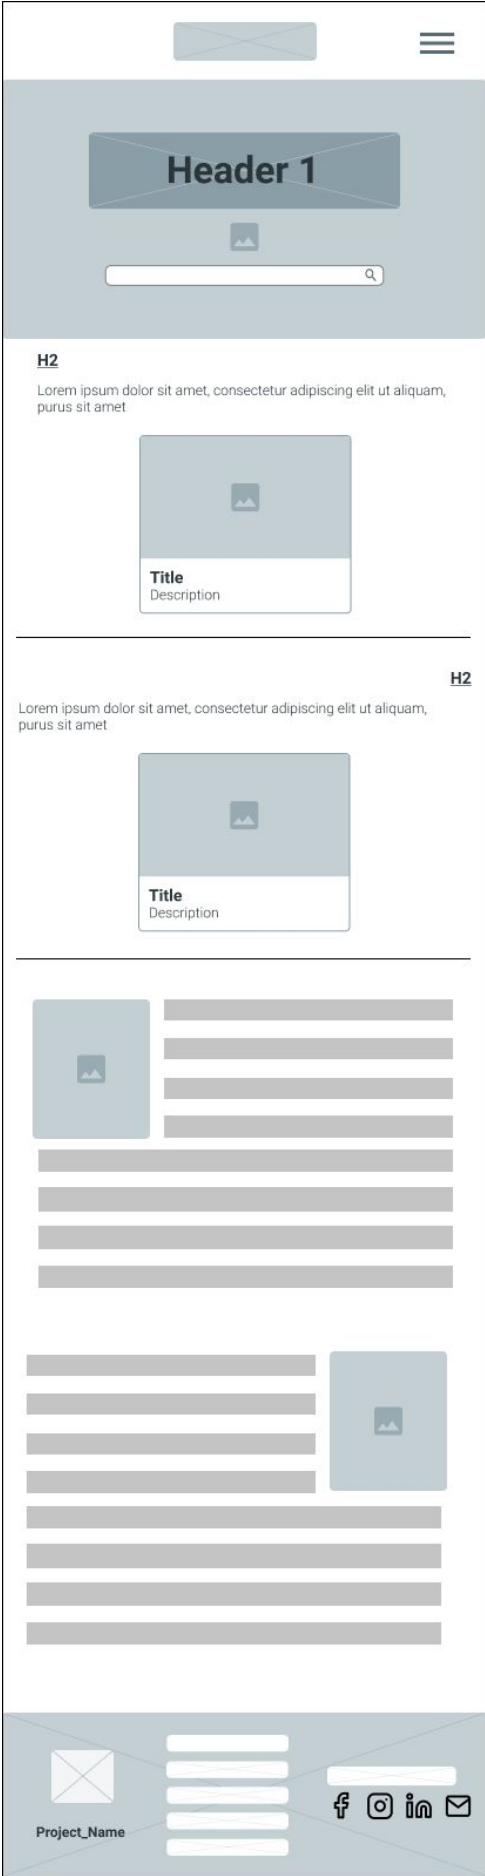 Header 1
H2
Lorem ipsum dolor sit amet, consectetur adipiscing elit ut aliquam,
purus sit amet
Title
Description
H2
Lorem ipsum dolor sit amet, consectetur adipiscing elit ut aliquam,
purus sit amet
Title
Description
Project_Name